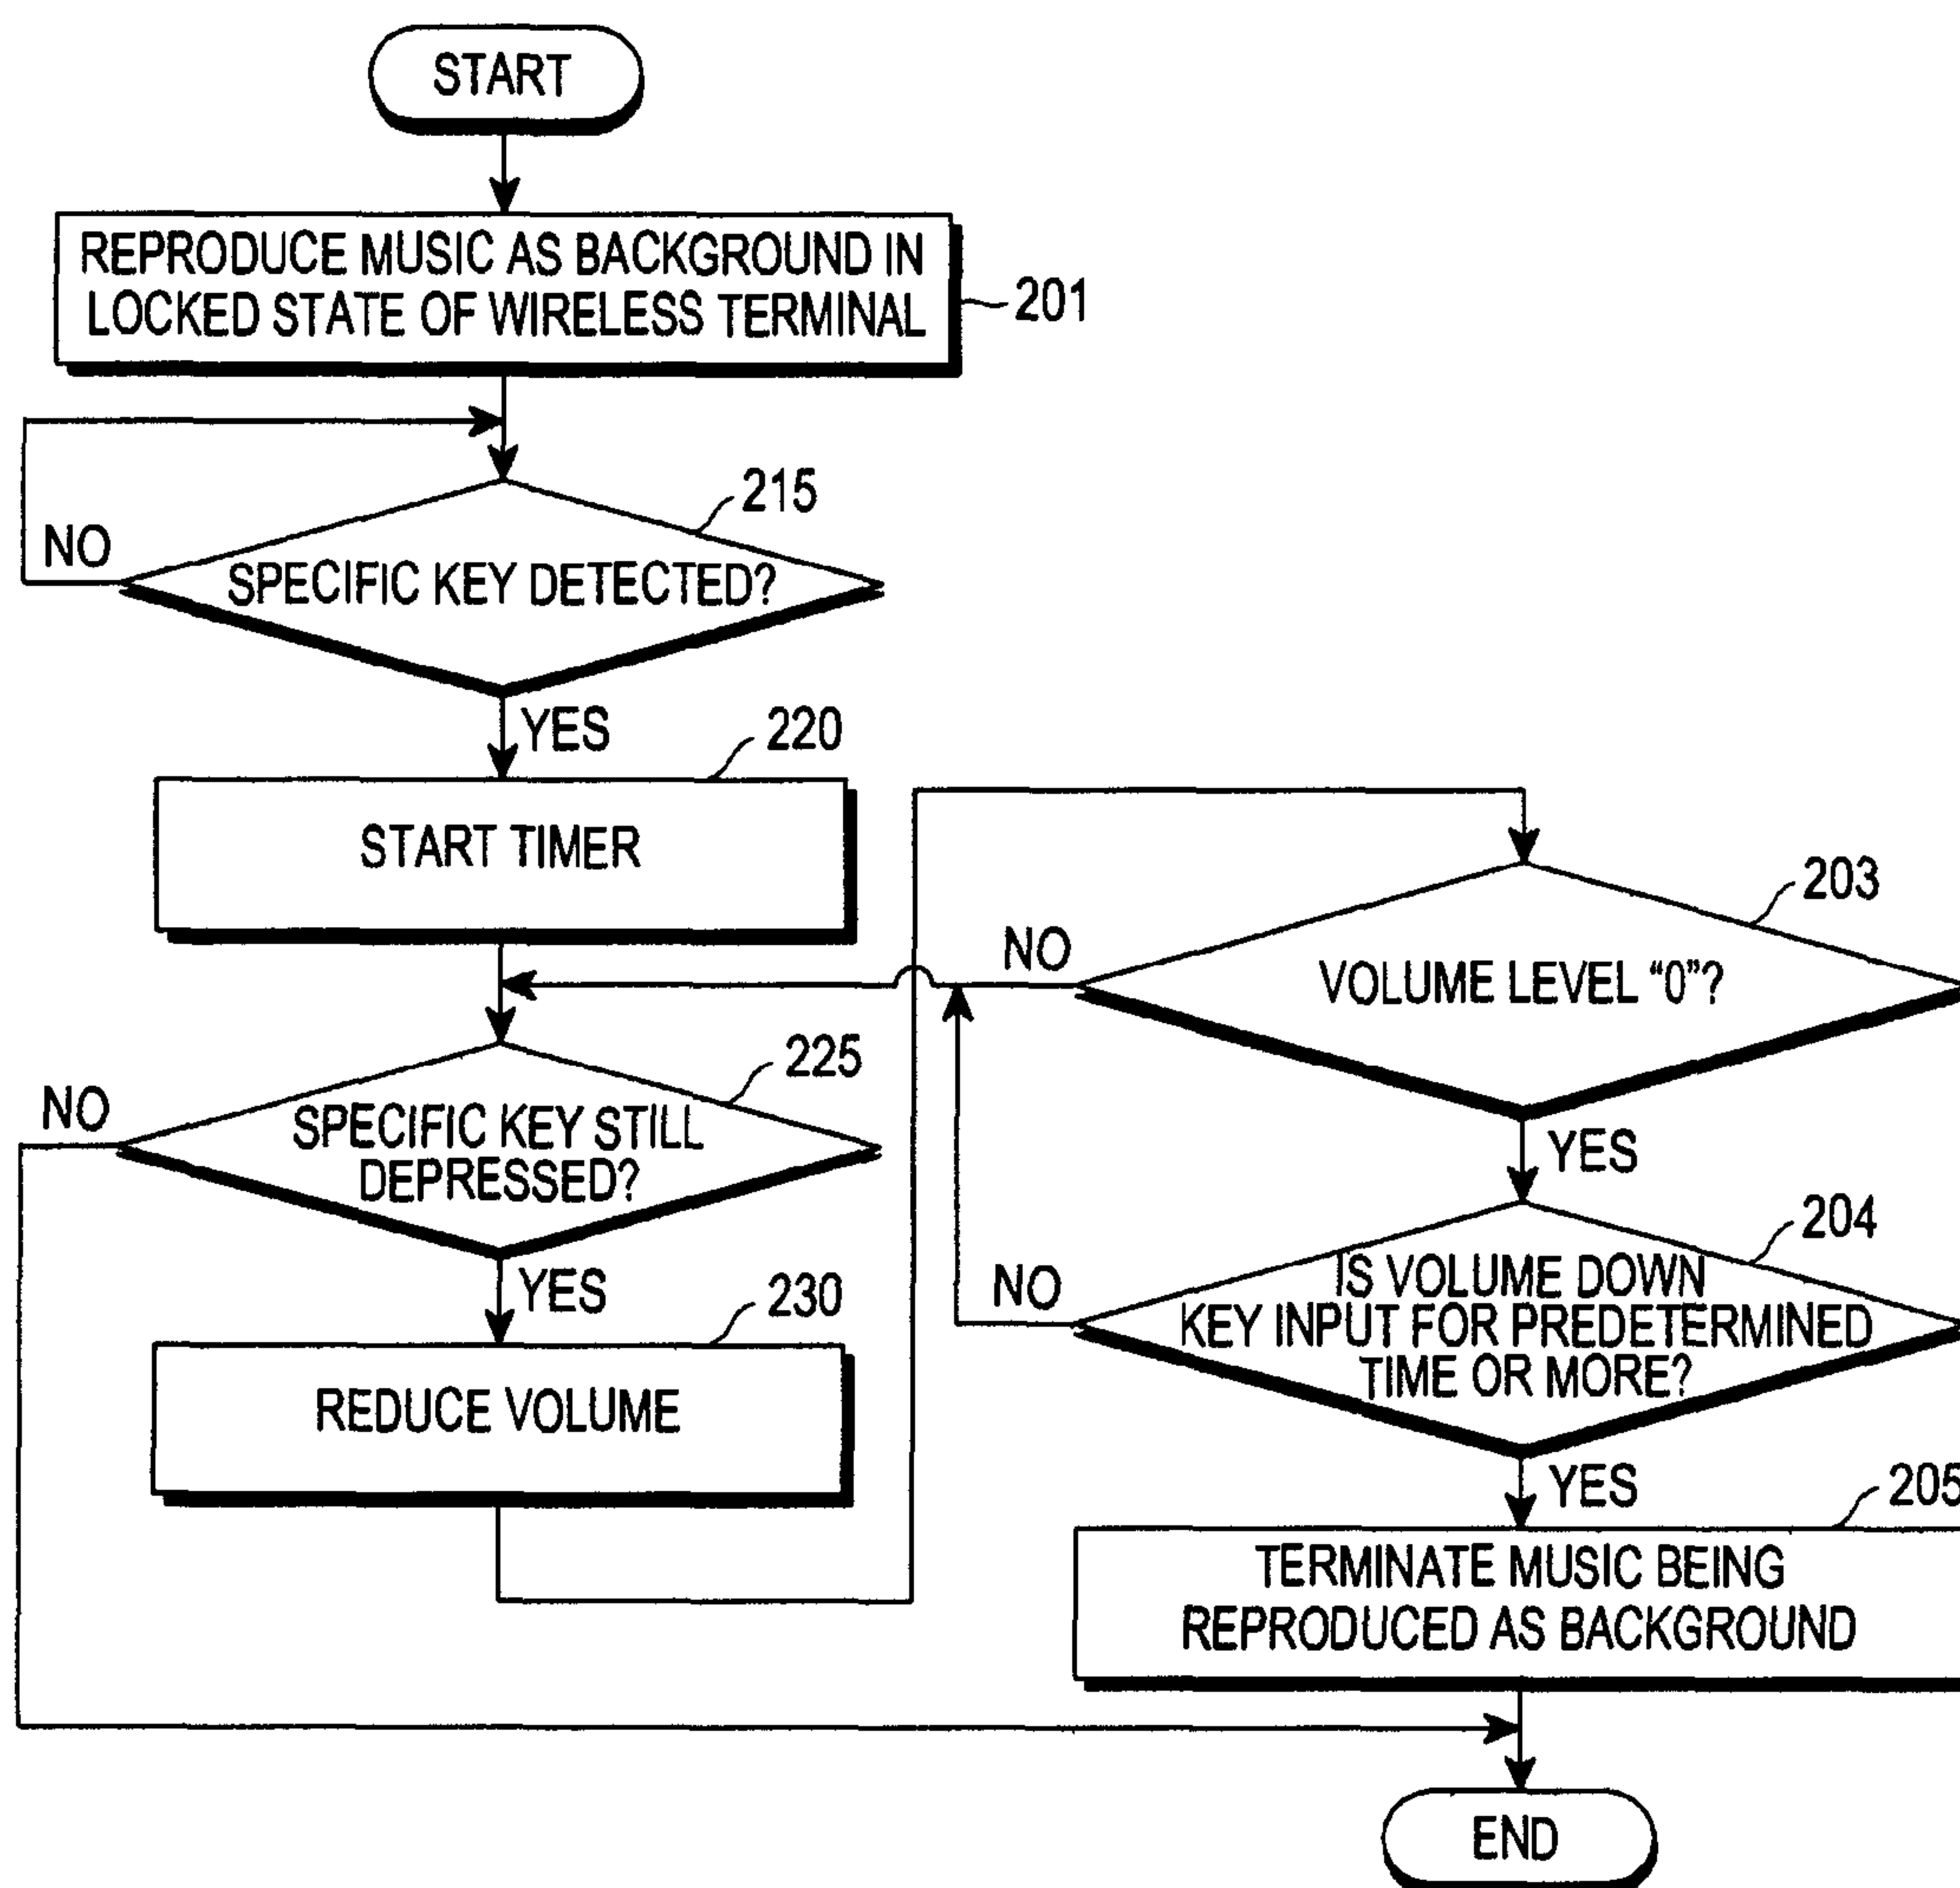 START
REPRODUCE MUSIC AS BACKGROUND IN
LOCKED STATE OF WIRELESS TERMINAL
201
215
NO
SPECIFIC KEY DETECTED?
YES
220
START TIMER
203
NO
VOLUME LEVEL “0”?
225
NO
SPECIFIC KEY STILL
DEPRESSED?
YES
204
IS VOLUME DOWN
NO
KEY INPUT FOR PREDETERMINED
TIME OR MORE?
YES
230
REDUCE VOLUME
YES
205
TERMINATE MUSIC BEING
REPRODUCED AS BACKGROUND
END